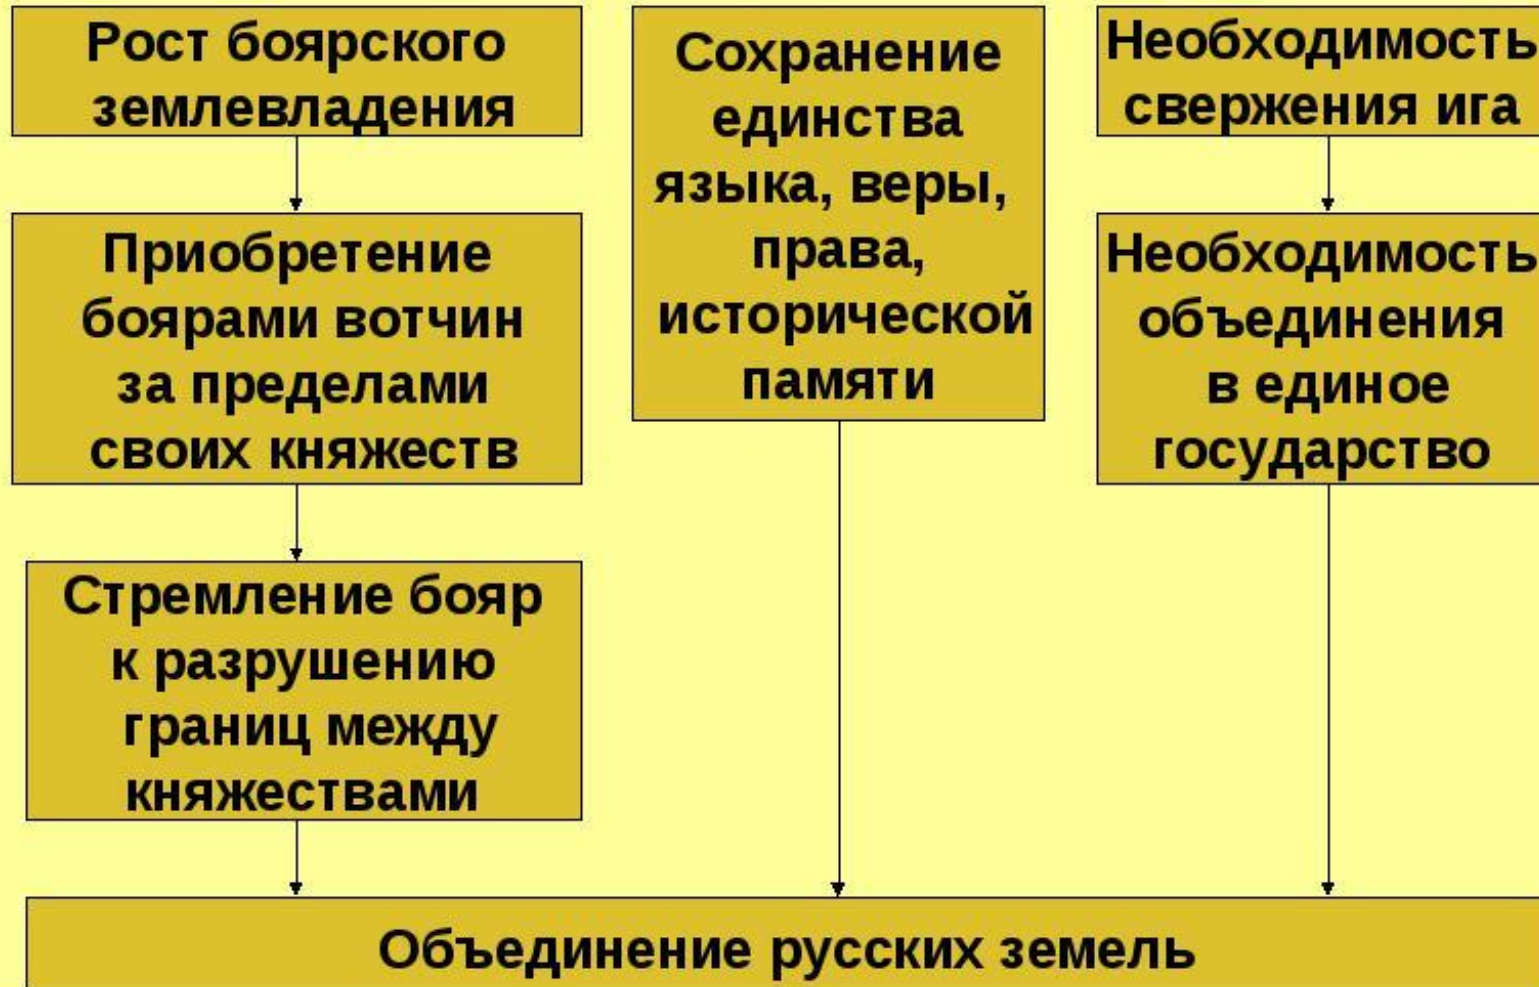 Рост боярского
землевладения
Приобретение
боярами вотчин
за пределами
своих княжеств
Стремление бояр
к разрушению
границ между
княжествами
Сохранение
единства
языка, веры,
права,
исторической
памяти
Необходимость
свержения ига
Необходимость
объединения
в единое
государство
Объединение русских земель